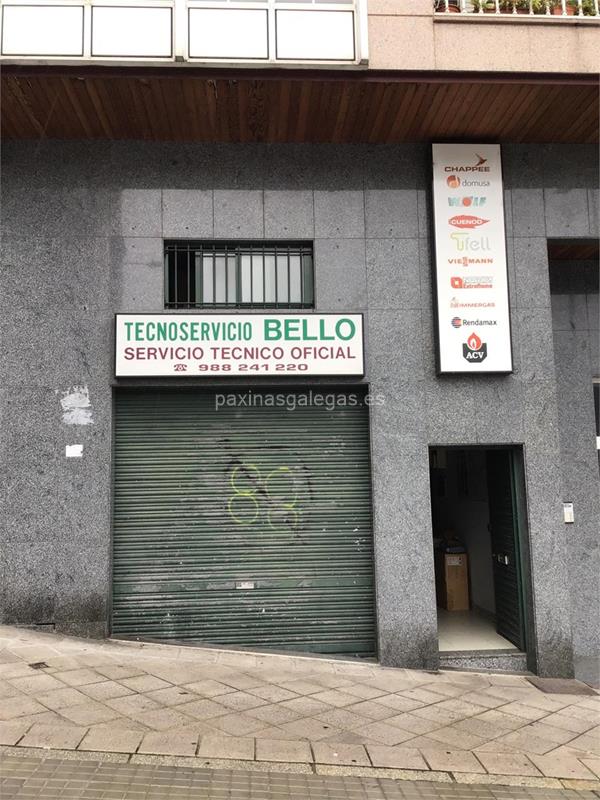 TECNOSERVICIO BELLO
SERVICIO TECNICO OFICIAL
☎ 988 241 220
paxinasgalegas.es
CHAPPEE
domusa
WOLF
CUENOD
Tifell
VIESMANN
Extraflame
IMMERGAS
Rendamax
ACV